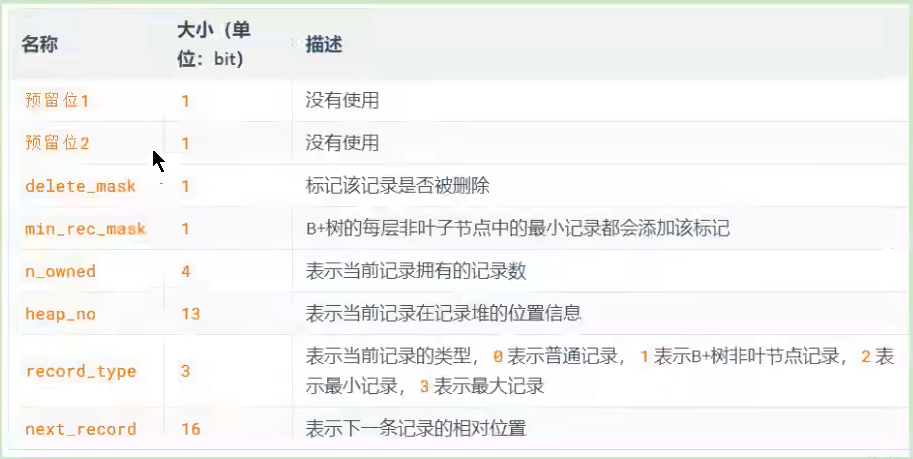 名称 大小（单位：bit） 描述
预留位1 1 没有使用
预留位2 1 没有使用
delete_mask 1 标记该记录是否被删除
min_rec_mask 1 B+树的每层非叶子节点中的最小记录都会添加该标记
n_owned 4 表示当前记录拥有的记录数
heap_no 13 表示当前记录在记录堆的位置信息
record_type 3 表示当前记录的类型， 0 表示普通记录， 1 表示B+树非叶节点记录， 2 表
示最小记录， 3 表示最大记录
next_record 16 表示下一条记录的相对位置